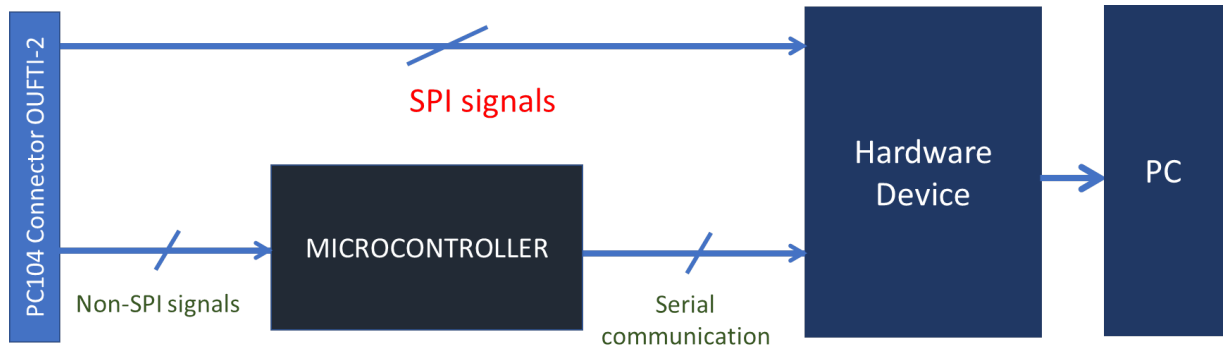 PC104 Connector OUFTI-2
SPI signals
Hardware
Device
PC
MICROCONTROLLER
Non-SPI signals
Serial
communication